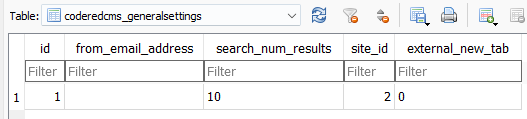 Table: coderedcms_generalsettings
id from_email_address search_num_results site_id external_new_tab
Filter Filter Filter Filter Filter
1 1 10 2 0